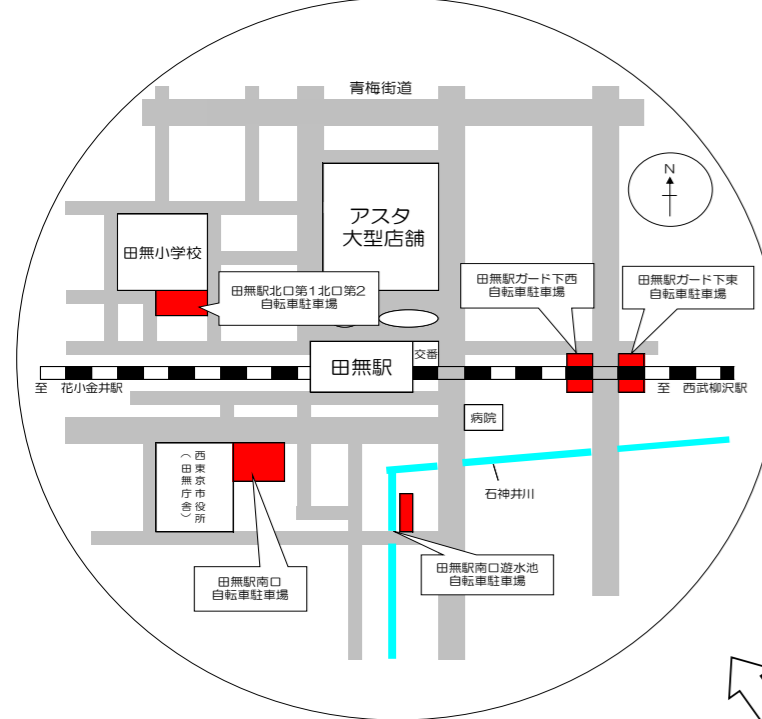 青梅街道
N
アスタ
大型店舗
田無小学校
田無駅北口第1北口第2
自転車駐車場
田無駅ガード下西
自転車駐車場
田無駅ガード下東
自転車駐車場
田無駅
交番
至 花小金井駅
至 西武柳沢駅
病院
西東京市役所
(田無庁舎)
石神井川
田無駅南口
自転車駐車場
田無駅南口遊水池
自転車駐車場